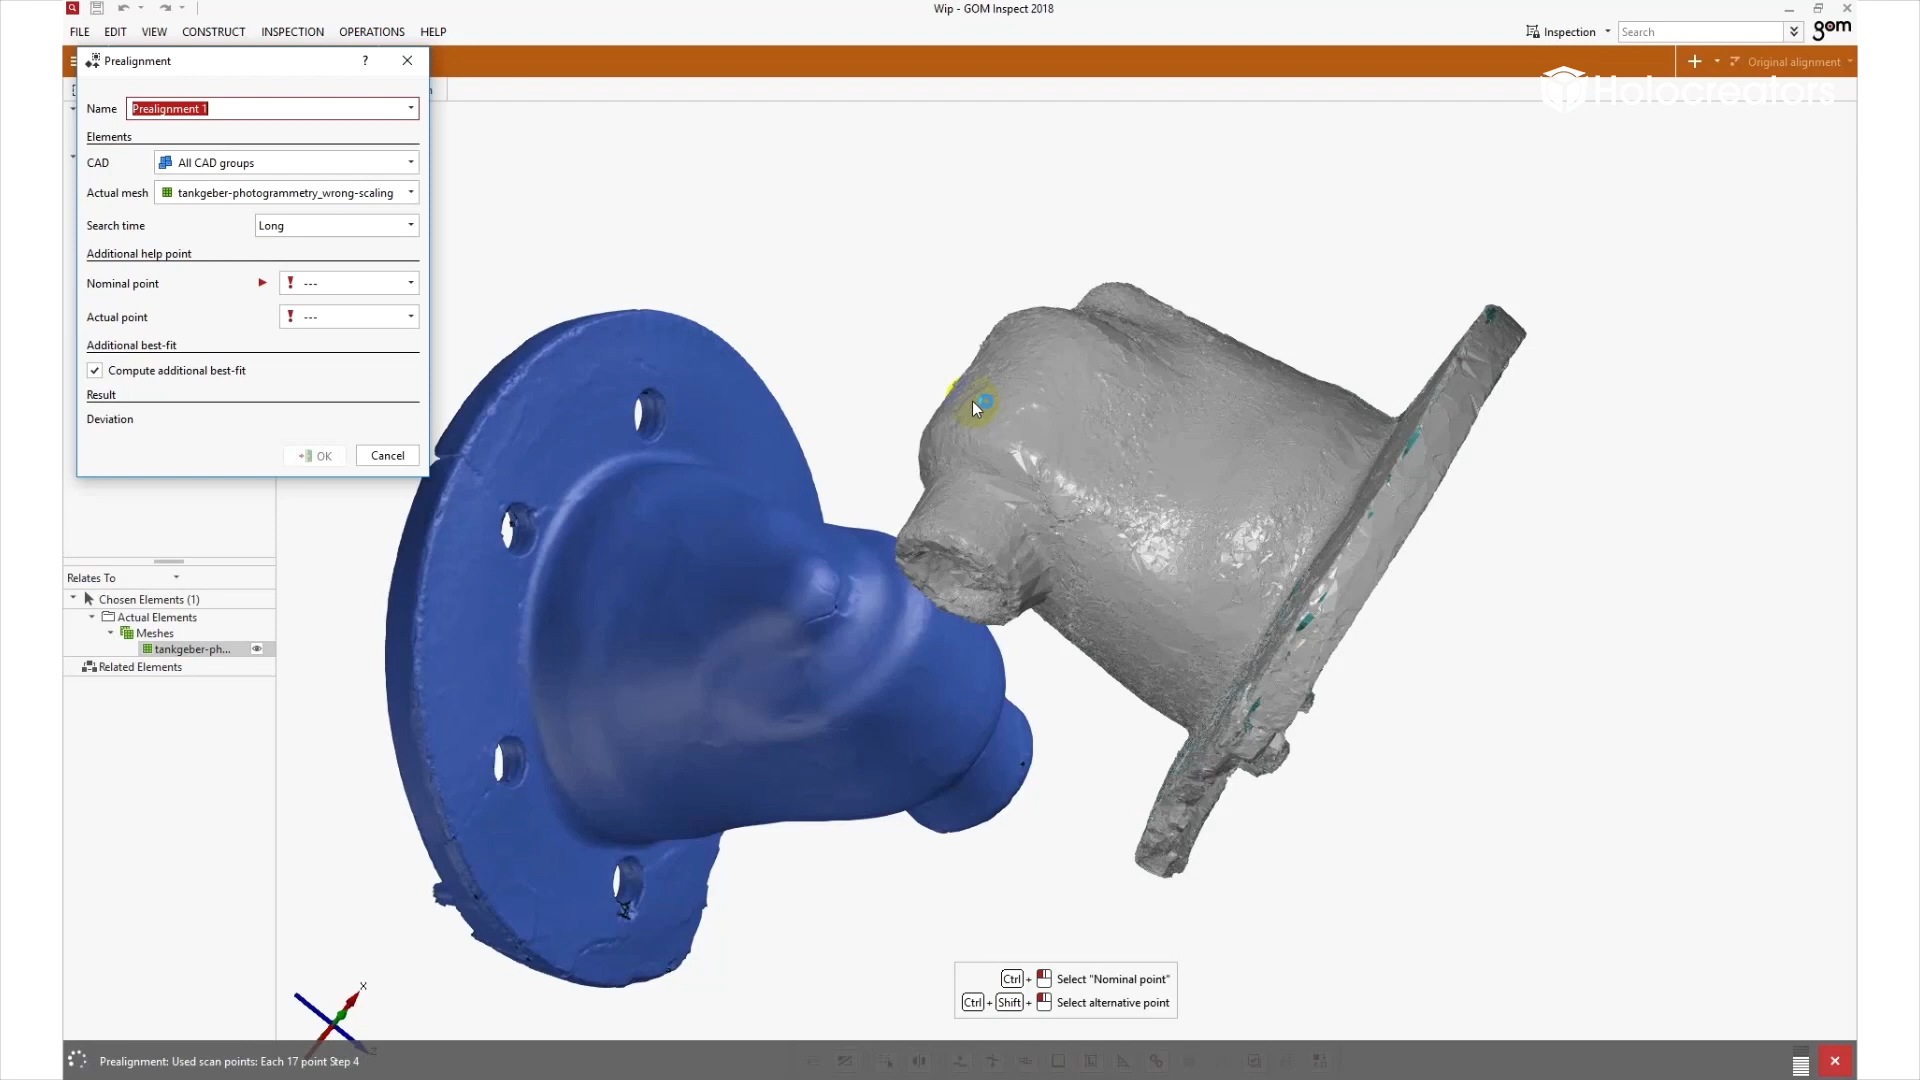 Wip - GOM Inspect 2018
FILE EDIT VIEW CONSTRUCT INSPECTION OPERATIONS HELP
Inspection
Search
gom
Original alignment
Holocreators
Prealignment
?
Name
Prealignment 1
Elements
CAD
All CAD groups
Actual mesh
tankgeber-photogrammetry_wrong-scaling
Search time
Long
Additional help point
Nominal point
---
Actual point
---
Additional best-fit
Compute additional best-fit
Result
Deviation
OK
Cancel
Relates To
Chosen Elements (1)
Actual Elements
Meshes
tankgeber-ph...
Related Elements
X
Z
Ctrl + Select "Nominal point"
Ctrl + Shift + Select alternative point
Prealignment: Used scan points: Each 17 point Step 4